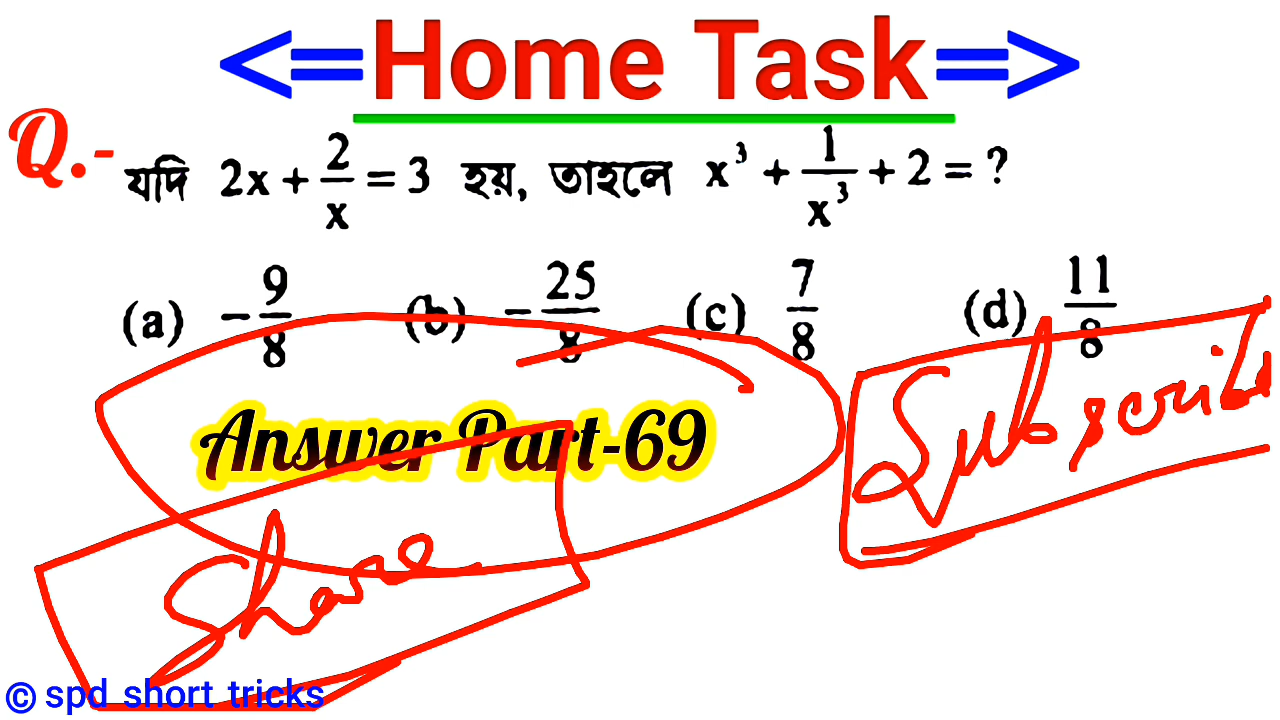 <=Home Task=>
Q.- যদি 2x + 2/x = 3 হয়, তাহলে x³ + 1/x³ + 2 = ?
(a) -9/8 (b) -25/8 (c) 7/8 (d) 11/8
Subscrib
Answer Part-69
Share
© spd short tricks